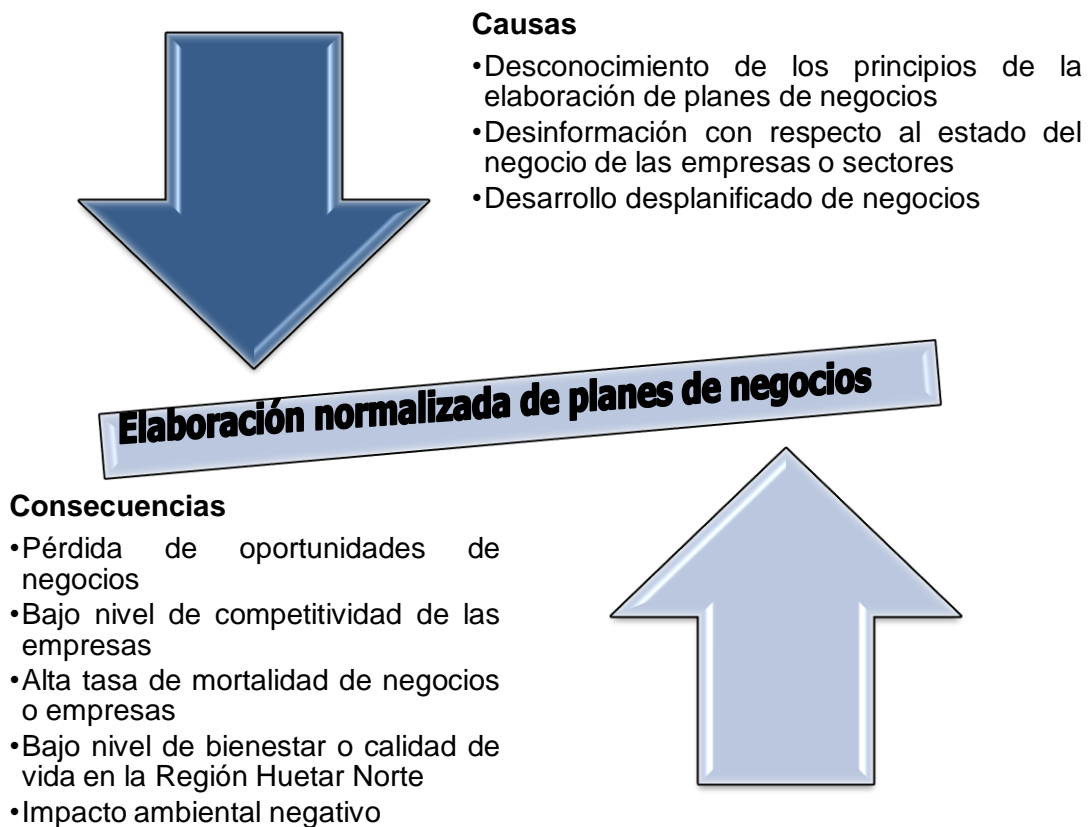 Causas
•Desconocimiento de los principios de la
elaboración de planes de negocios
•Desinformación con respecto al estado del
negocio de las empresas o sectores
•Desarrollo desplanificado de negocios
Elaboración normalizada de planes de negocios
Consecuencias
•Pérdida de oportunidades de
negocios
•Bajo nivel de competitividad de las
empresas
•Alta tasa de mortalidad de negocios
o empresas
•Bajo nivel de bienestar o calidad de
vida en la Región Huetar Norte
•Impacto ambiental negativo